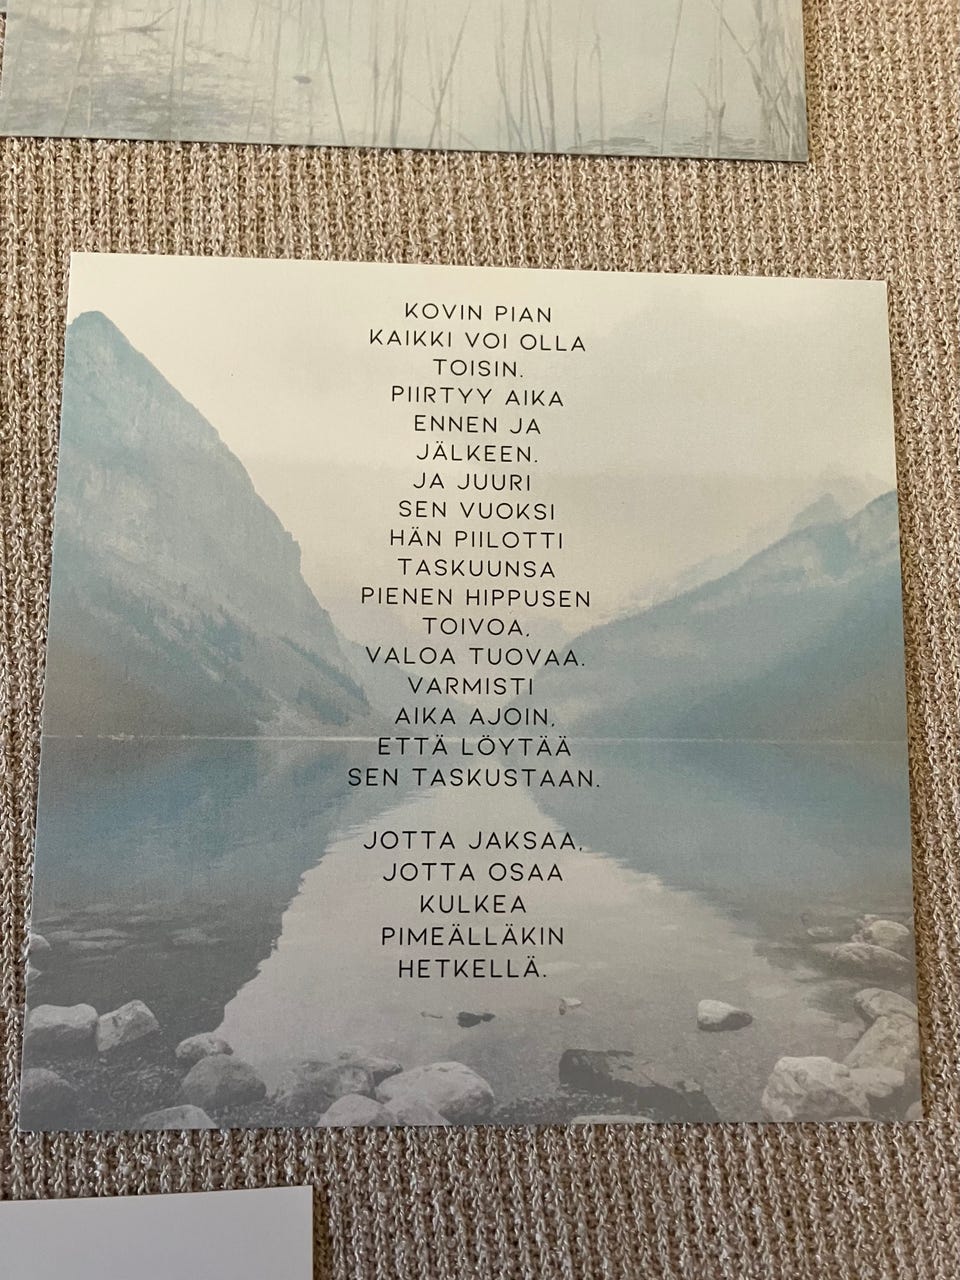 KOVIN PIAN
KAIKKI VOI OLLA
TOISIN.
PIIRTYY AIKA
ENNEN JA
JÄLKEEN.
JA JUURI
SEN VUOKSI
HÄN PIILOTTI
TASKUUNSA
PIENEN HIPPUSEN
TOIVOA,
VALOA TUOVAA.
VARMISTI
AIKA AJOIN,
ETTÄ LÖYTÄÄ
SEN TASKUSTAAN.
JOTTA JAKSAA,
JOTTA OSAA
KULKEA
PIMEÄLLÄKIN
HETKELLÄ.